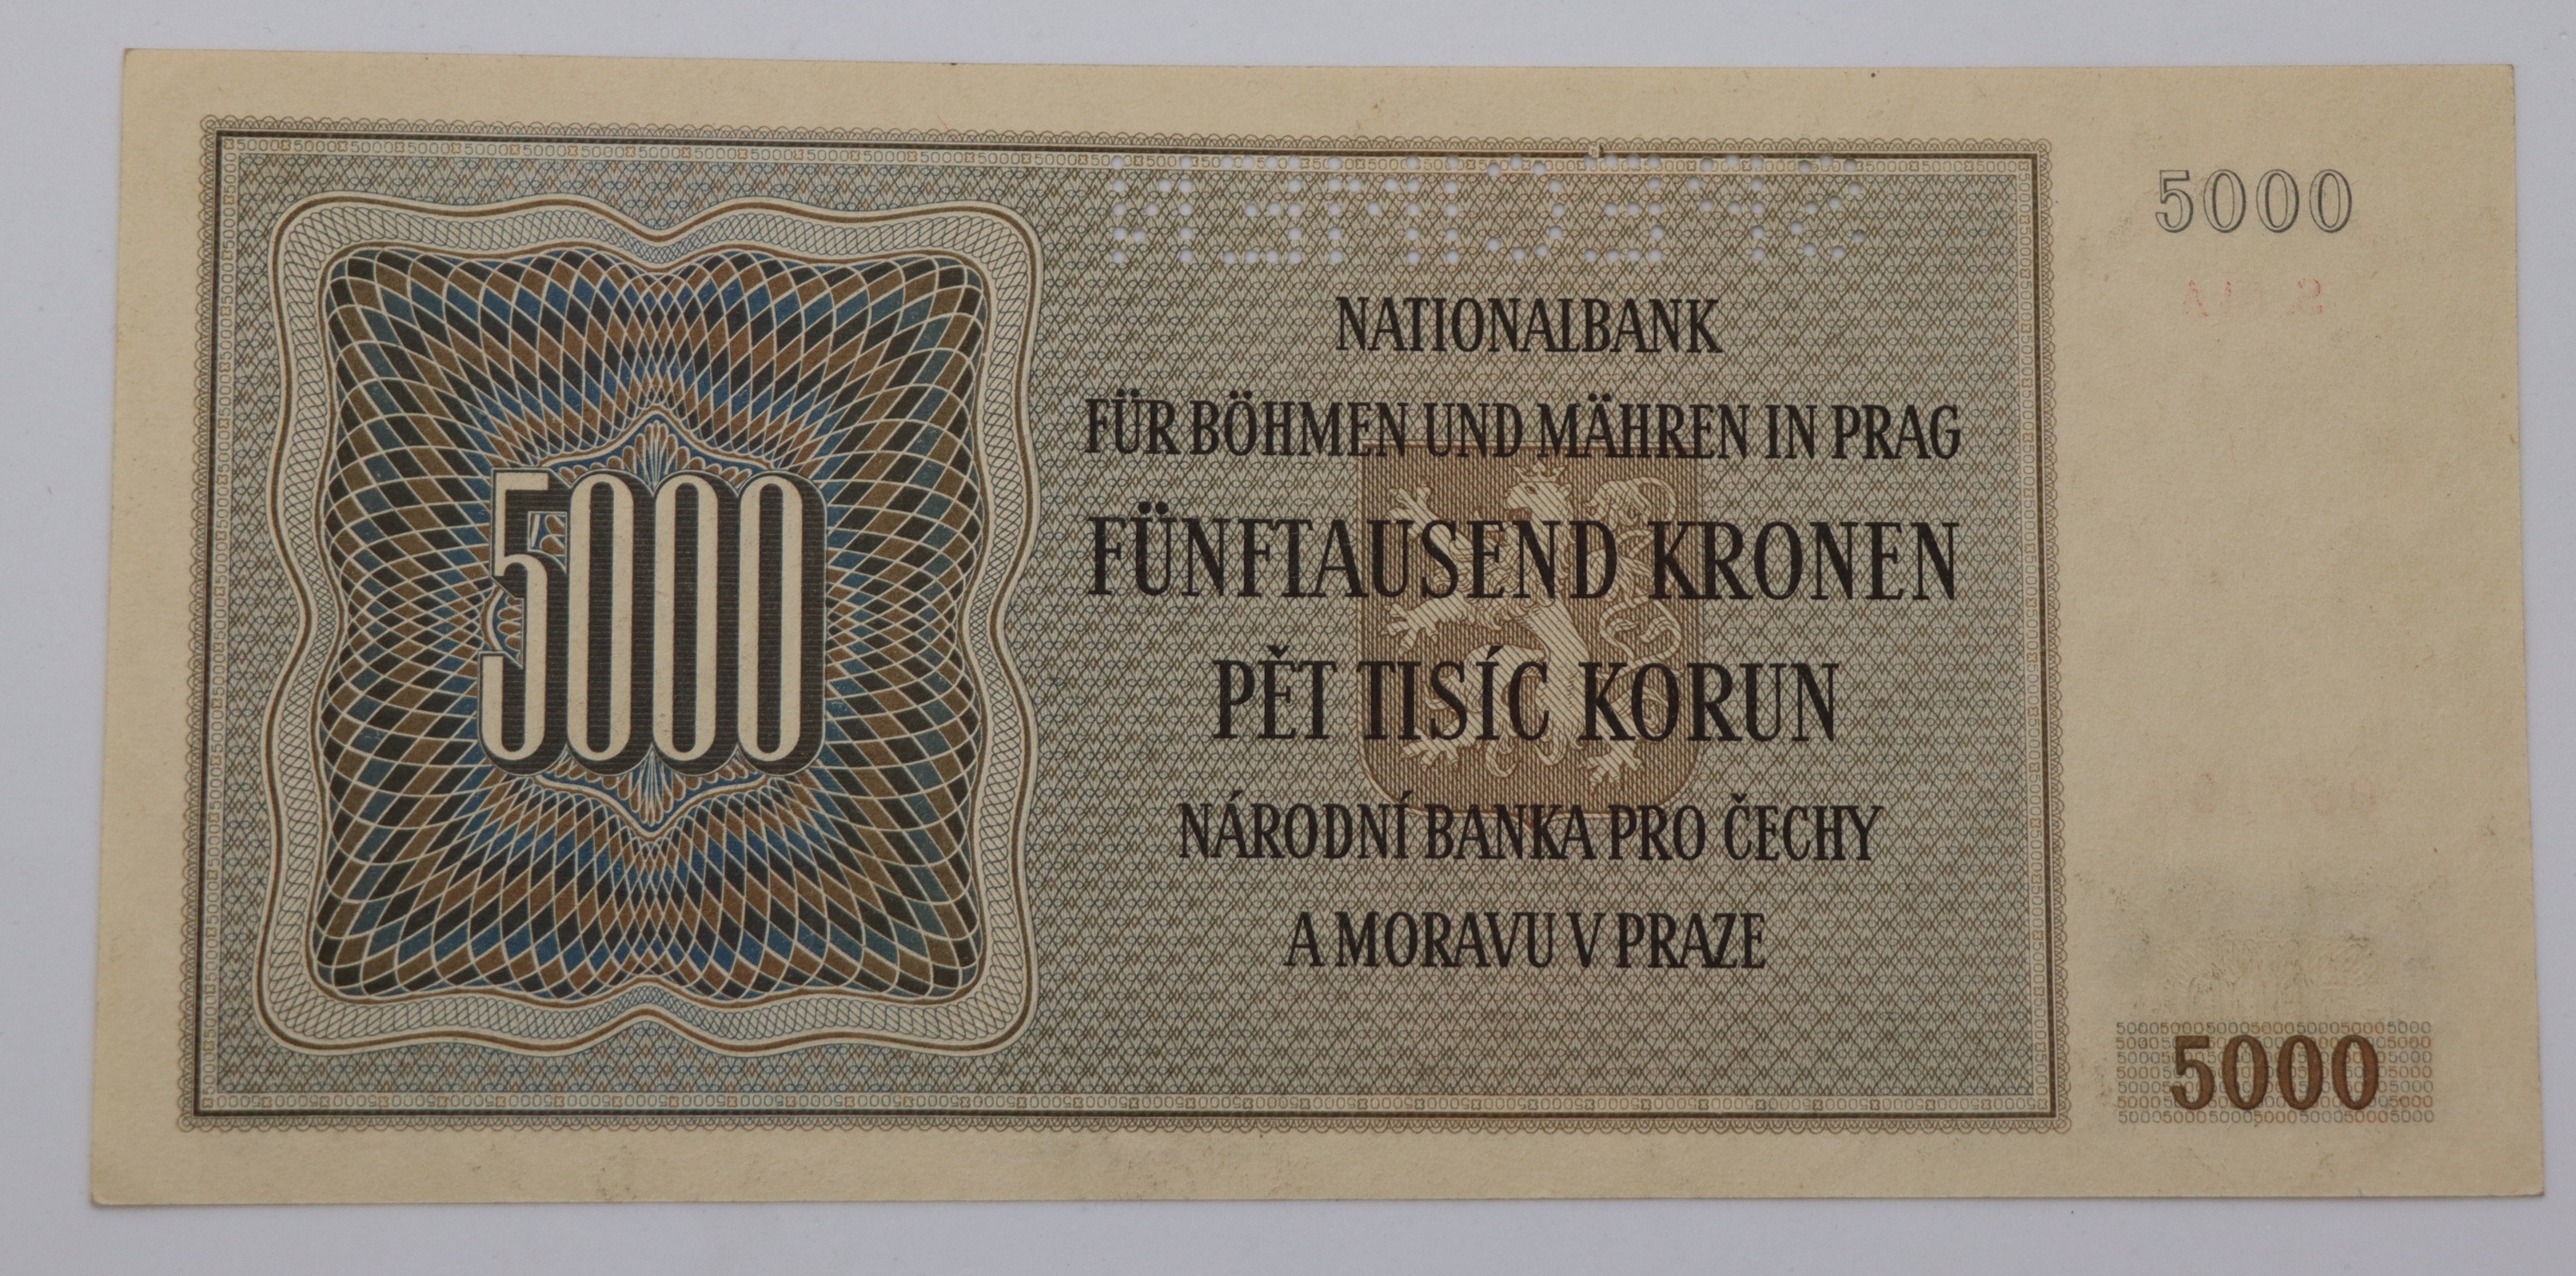 5000
NATIONALBANK
FÜR BÖHMEN UND MÄHREN IN PRAG
FÜNFTAUSEND KRONEN
PĚT TISÍC KORUN
NÁRODNÍ BANKA PRO ČECHY
A MORAVU V PRAZE
5000
SPECIMEN
5000